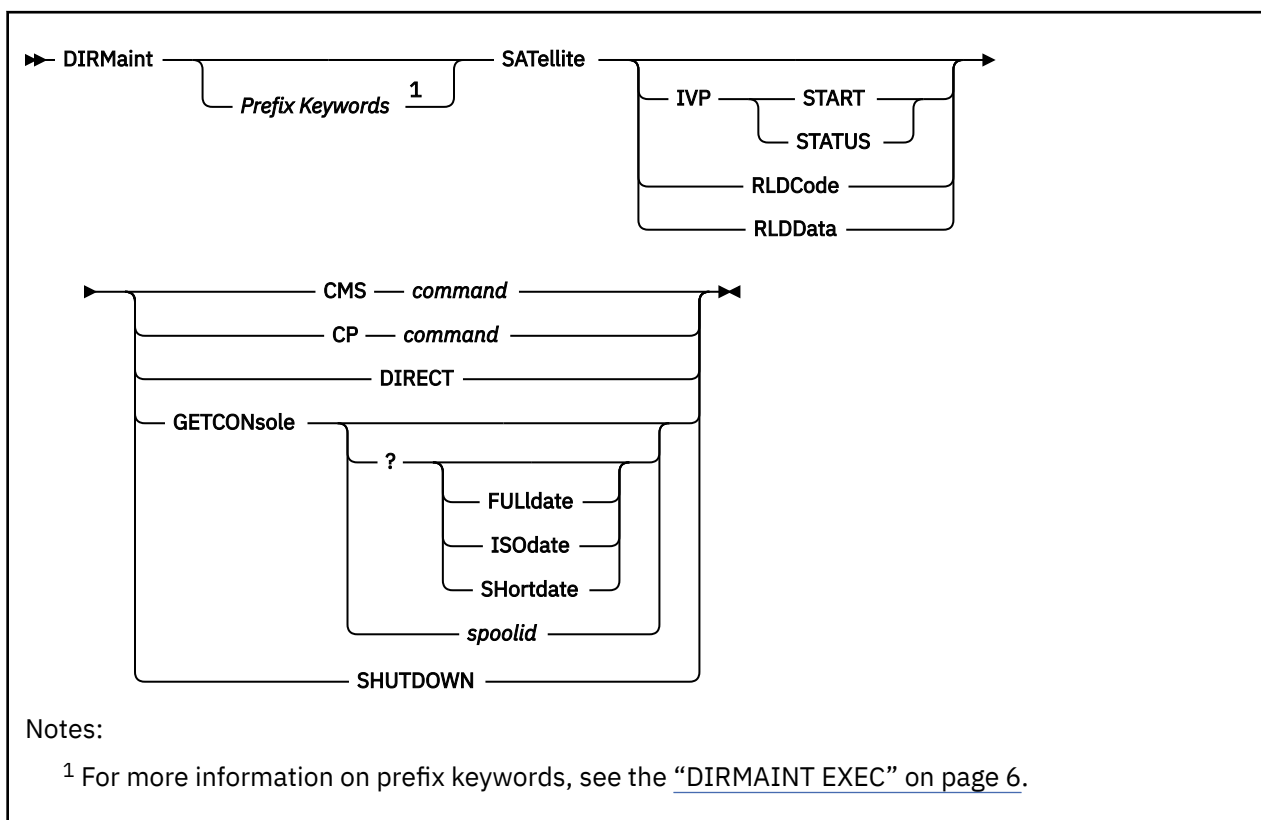 DIRMaint SATellite
Prefix Keywords 1
IVP START
STATUS
RLDCode
RLDData
CMS command
CP command
DIRECT
GETCONsole
?
FULldate
ISOdate
SHortdate
spoolid
SHUTDOWN
Notes:
1 For more information on prefix keywords, see the “DIRMAINT EXEC” on page 6.